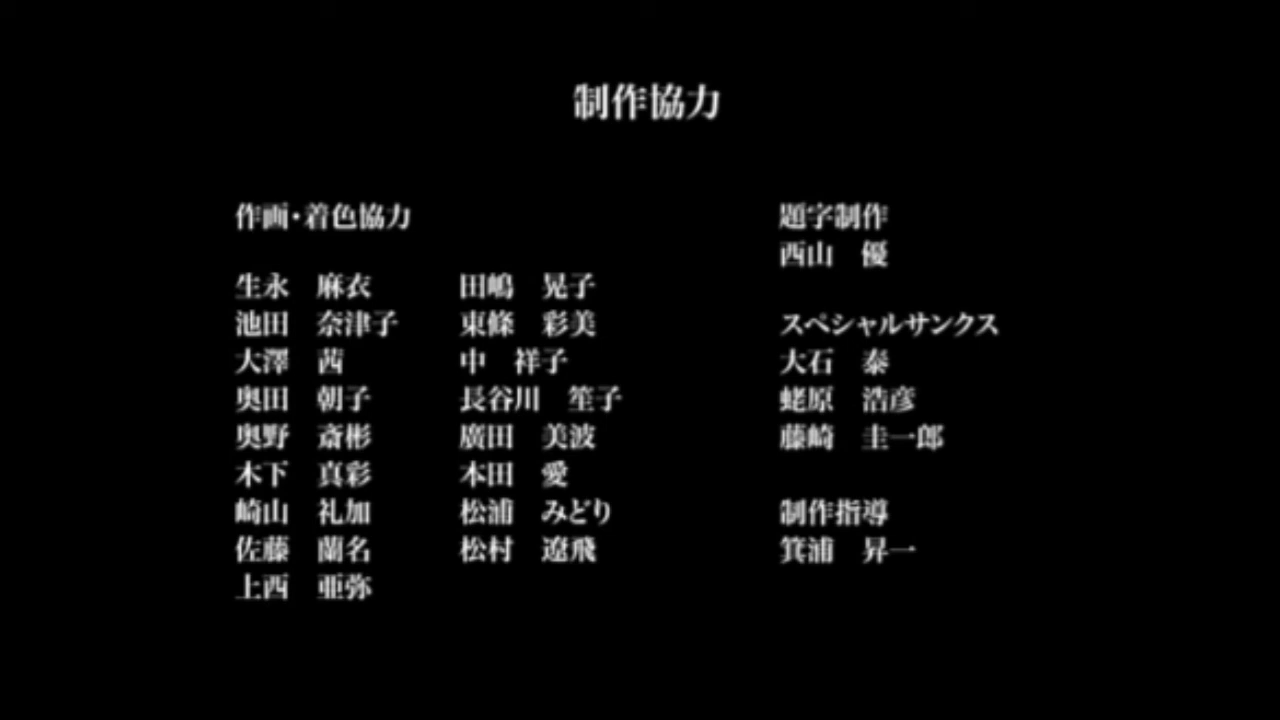 制作協力
作画・着色協力
生永　麻衣
池田　奈津子
大澤　茜
奥田　朝子
奥野　斎彬
木下　真彩
崎山　礼加
佐藤　蘭名
上西　亜弥
田嶋　晃子
東條　彩美
中　祥子
長谷川　笙子
廣田　美波
本田　愛
松浦　みどり
松村　遼飛
題字制作
西山　優
スペシャルサンクス
大石　泰
蛯原　浩彦
藤崎　圭一郎
制作指導
箕浦　昇一